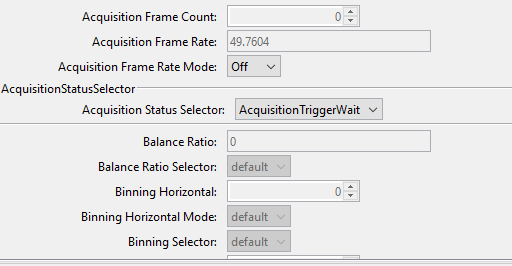 Acquisition Frame Count: 0
Acquisition Frame Rate: 49.7604
Acquisition Frame Rate Mode: Off
AcquisitionStatusSelector
Acquisition Status Selector: AcquisitionTriggerWait
Balance Ratio: 0
Balance Ratio Selector: default
Binning Horizontal: 0
Binning Horizontal Mode: default
Binning Selector: default